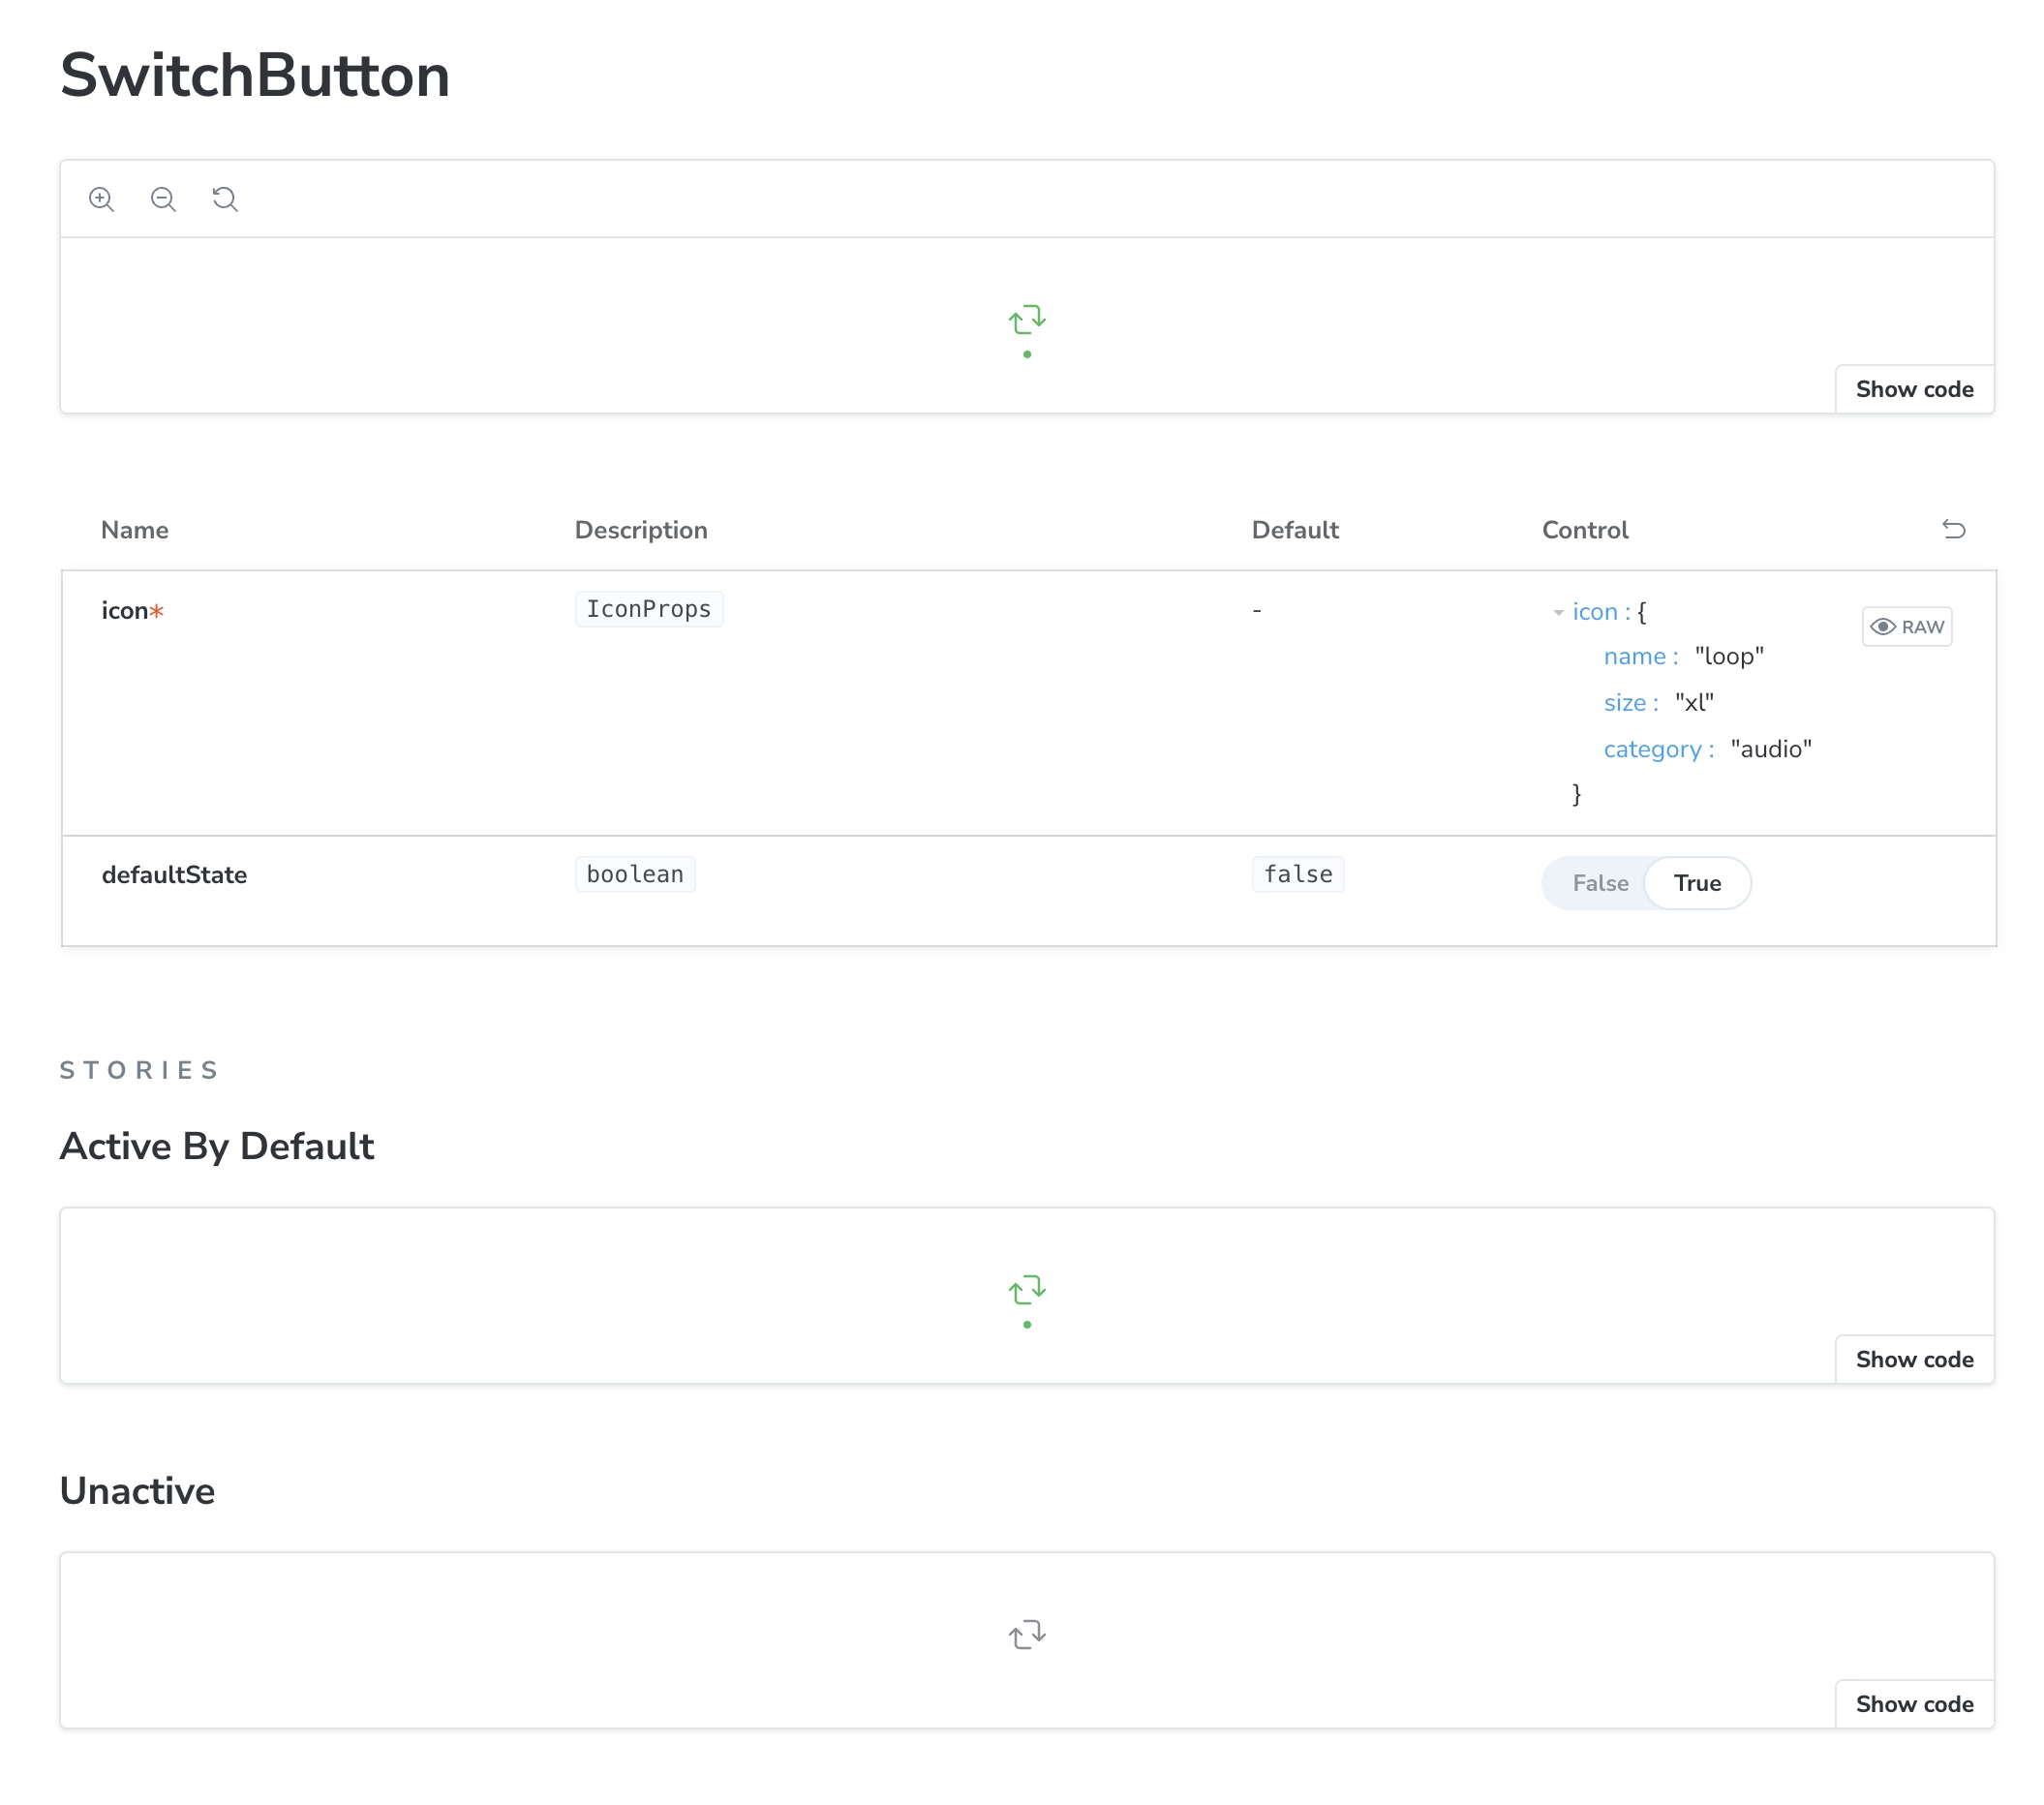 SwitchButton
Show code
Name Description Default Control
icon* IconProps - icon : {
RAW
name : "loop"
size : "xl"
category : "audio"
}
defaultState boolean false False True
STORIES
Active By Default
Show code
Unactive
Show code